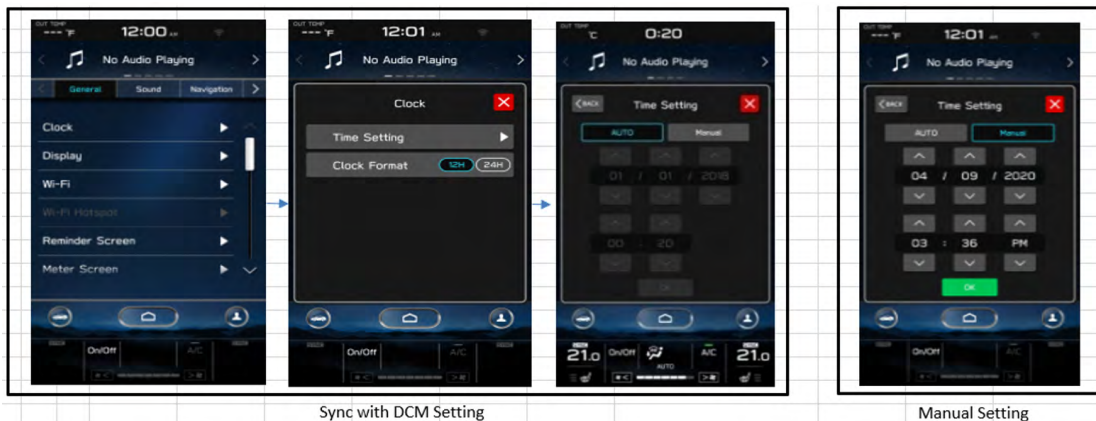 OUT TEMP
--- °F 12:00 AM
No Audio Playing
General Sound Navigation
Clock
Display
Wi-Fi
Wi-Fi Hotspot
Reminder Screen
Meter Screen
On/Off A/C
OUT TEMP
--- °F 12:01 AM
No Audio Playing
Clock
Time Setting
Clock Format 12H 24H
On/Off A/C
OUT TEMP
°C 0:20
No Audio Playing
BACK Time Setting
AUTO Manual
01 / 01 / 2018
00 : 20
OK
SYNC
21.0 On/Off A/C 21.0
AUTO
Sync with DCM Setting
OUT TEMP
--- °F 12:01
No Audio Playing
BACK Time Setting
AUTO Manual
04 / 09 / 2020
03 : 36 PM
OK
On/Off A/C
Manual Setting